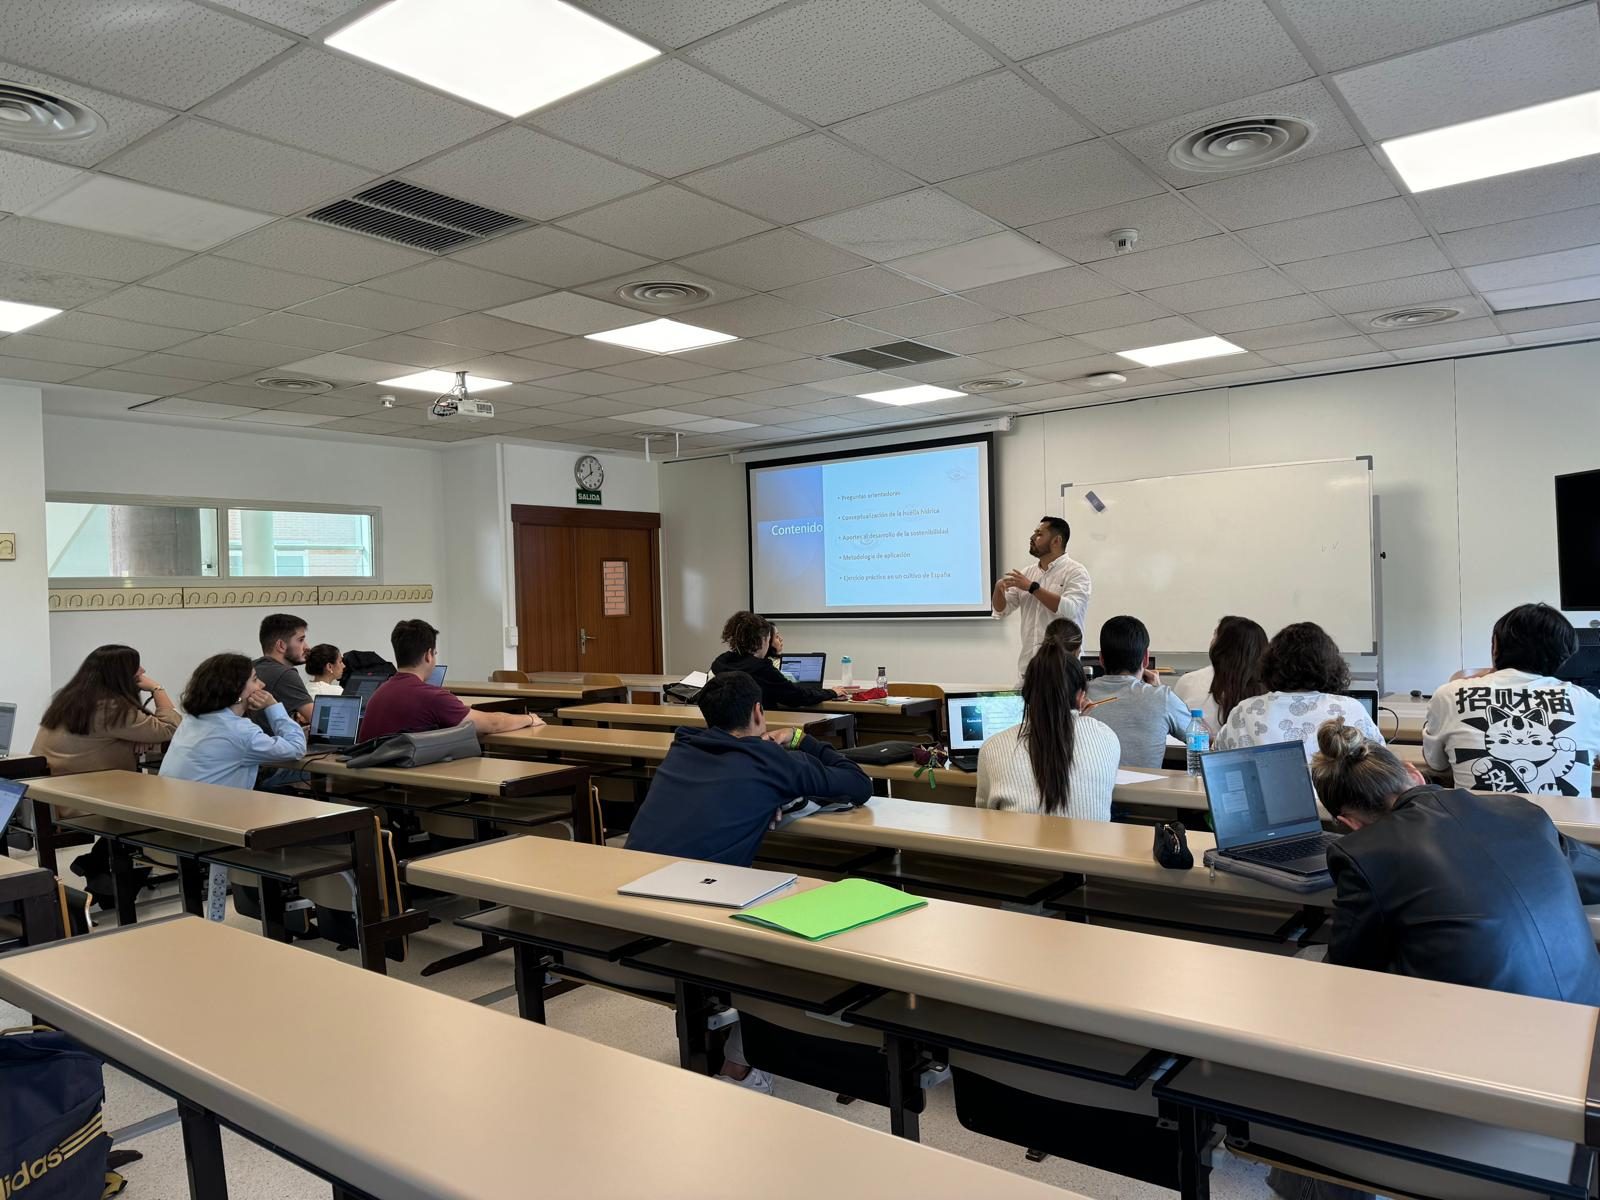 SALIDA
Contenido
• Preguntas orientadoras
• Conceptualización de la huella hídrica
• Aportes al desarrollo de la sostenibilidad
• Metodología de aplicación
• Ejercicio práctico en un cultivo de España
招财猫
adidas